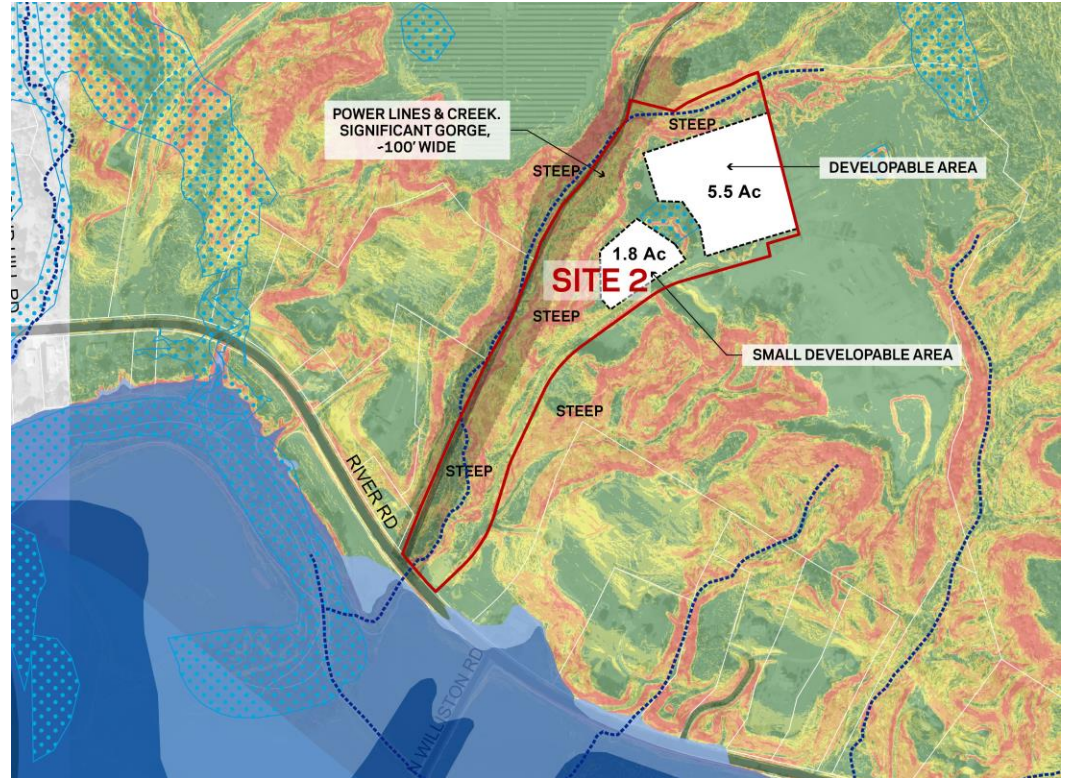 POWER LINES & CREEK.
SIGNIFICANT GORGE,
~100' WIDE
STEEP
STEEP
DEVELOPABLE AREA
5.5 Ac
1.8 Ac
SITE 2
STEEP
SMALL DEVELOPABLE AREA
STEEP
STEEP
RIVER RD
N WILLISTON RD